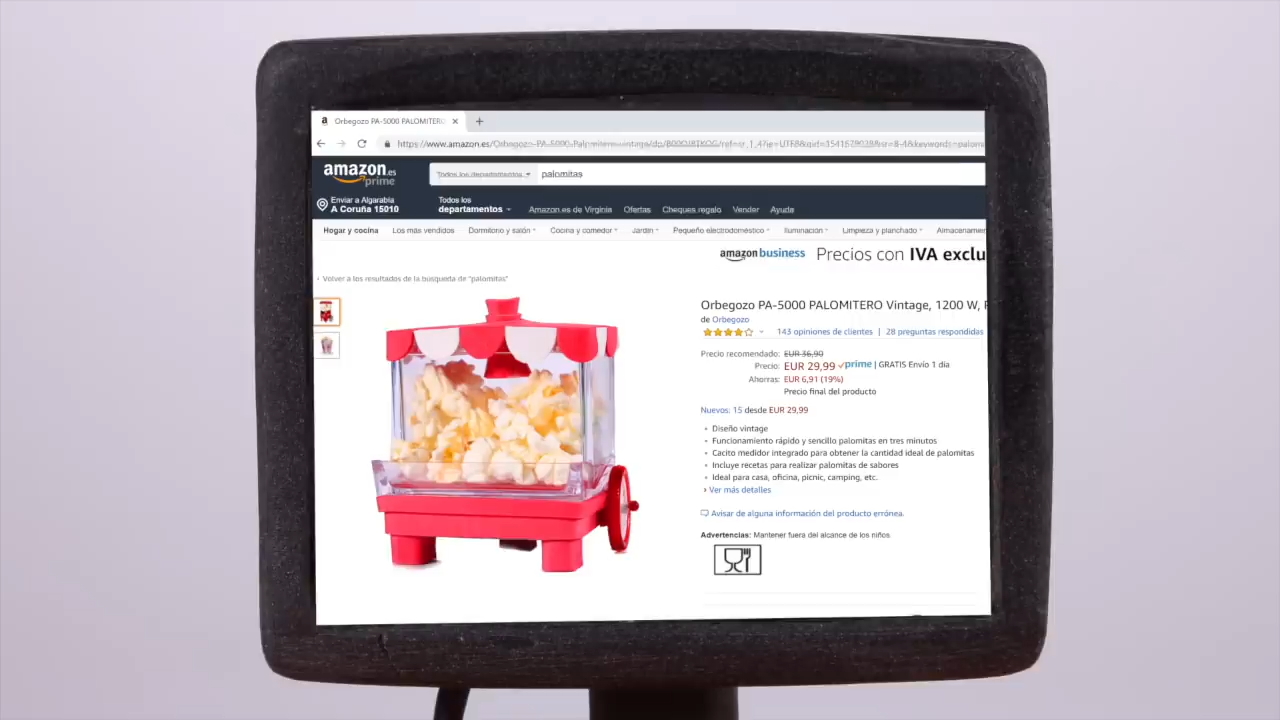 Orbegozo PA-5000 PALOMITERO
amazon.es
prime
Todos los departamentos
palomitas
Enviar a Algarabía
A Coruña 15010
Todos los
departamentos
Amazon.es de Virginia
Ofertas
Cheques regalo
Vender
Ayuda
Hogar y cocina
Los más vendidos
Dormitorio y salón
Cocina y comedor
Jardín
Pequeño electrodoméstico
Iluminación
Limpieza y planchado
Almacenamien
amazon business Precios con IVA exclu
‹ Volver a los resultados de la búsqueda de "palomitas"
Orbegozo PA-5000 PALOMITERO Vintage, 1200 W,
de Orbegozo
143 opiniones de clientes | 28 preguntas respondidas
Precio recomendado: EUR 36,90
Precio: EUR 29,99 prime | GRATIS Envío 1 día
Ahorras: EUR 6,91 (19%)
Precio final del producto
Nuevos: 15 desde EUR 29,99
• Diseño vintage
• Funcionamiento rápido y sencillo palomitas en tres minutos
• Cacito medidor integrado para obtener la cantidad ideal de palomitas
• Incluye recetas para realizar palomitas de sabores
• Ideal para casa, oficina, picnic, camping, etc.
› Ver más detalles
Avisar de alguna información del producto errónea.
Advertencias: Mantener fuera del alcance de los niños